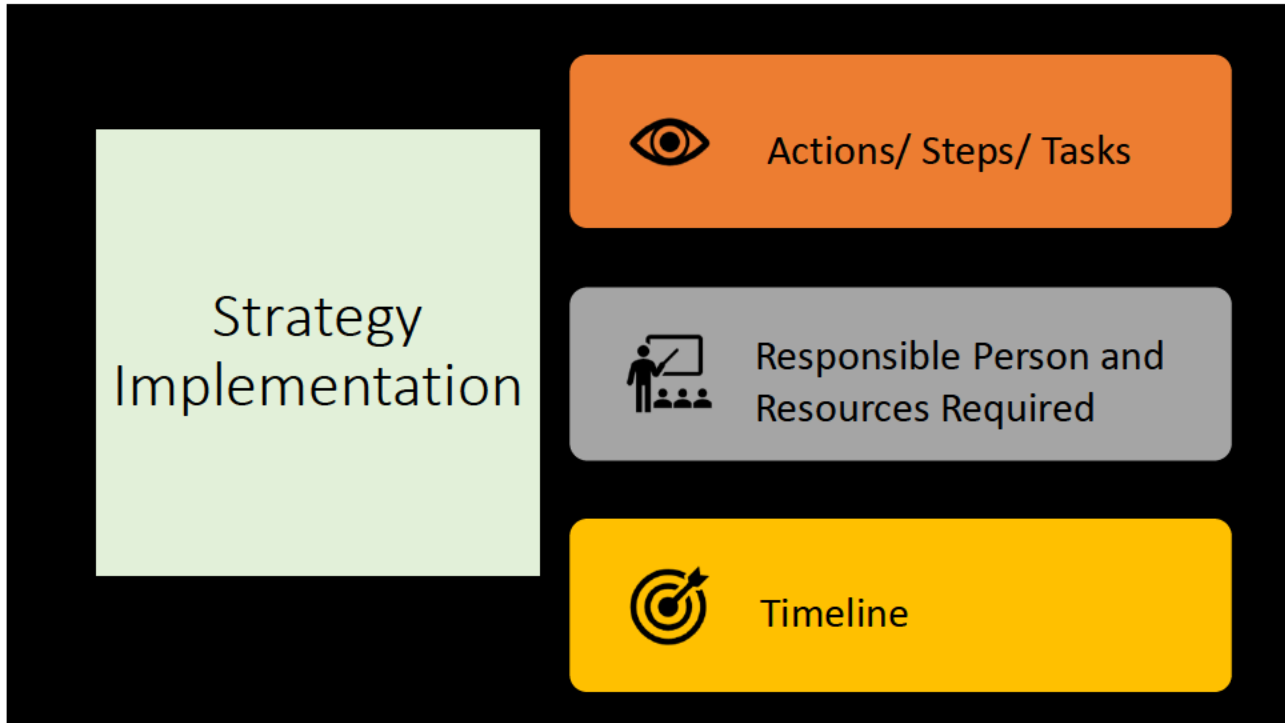 Strategy
Implementation
Actions/ Steps/ Tasks
Responsible Person and
Resources Required
Timeline